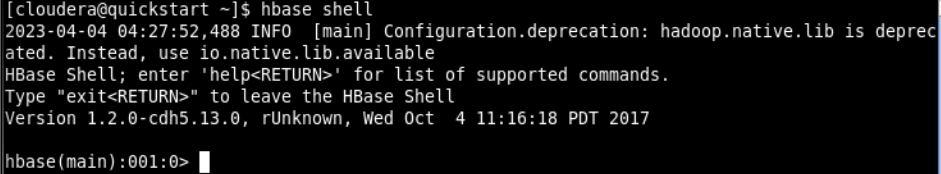 [cloudera@quickstart ~]$ hbase shell
2023-04-04 04:27:52,488 INFO  [main] Configuration.deprecation: hadoop.native.lib is deprec
ated. Instead, use io.native.lib.available
HBase Shell; enter 'help<RETURN>' for list of supported commands.
Type "exit<RETURN>" to leave the HBase Shell
Version 1.2.0-cdh5.13.0, rUnknown, Wed Oct  4 11:16:18 PDT 2017

hbase(main):001:0>